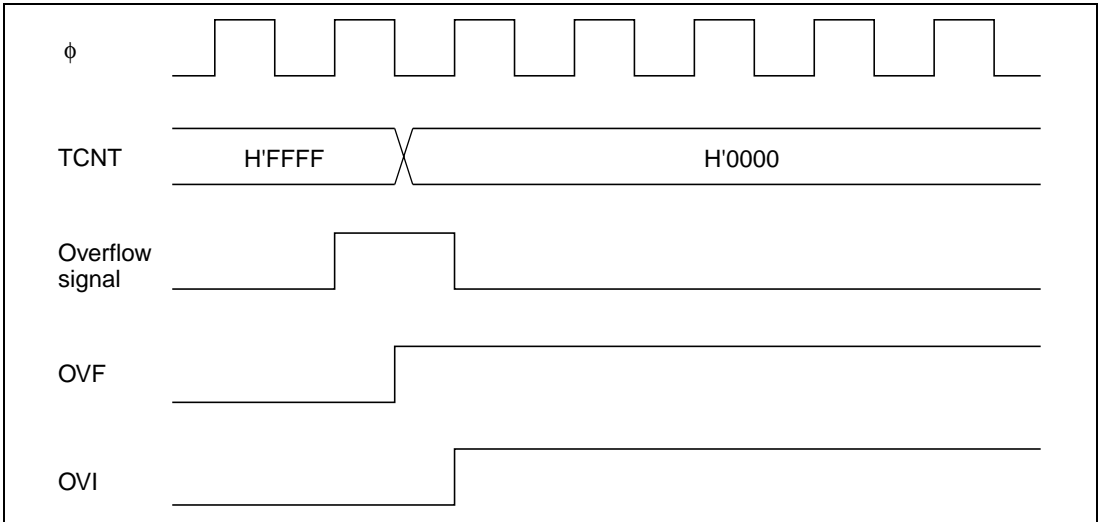 ϕ
TCNT H'FFFF H'0000
Overflow
signal
OVF
OVI